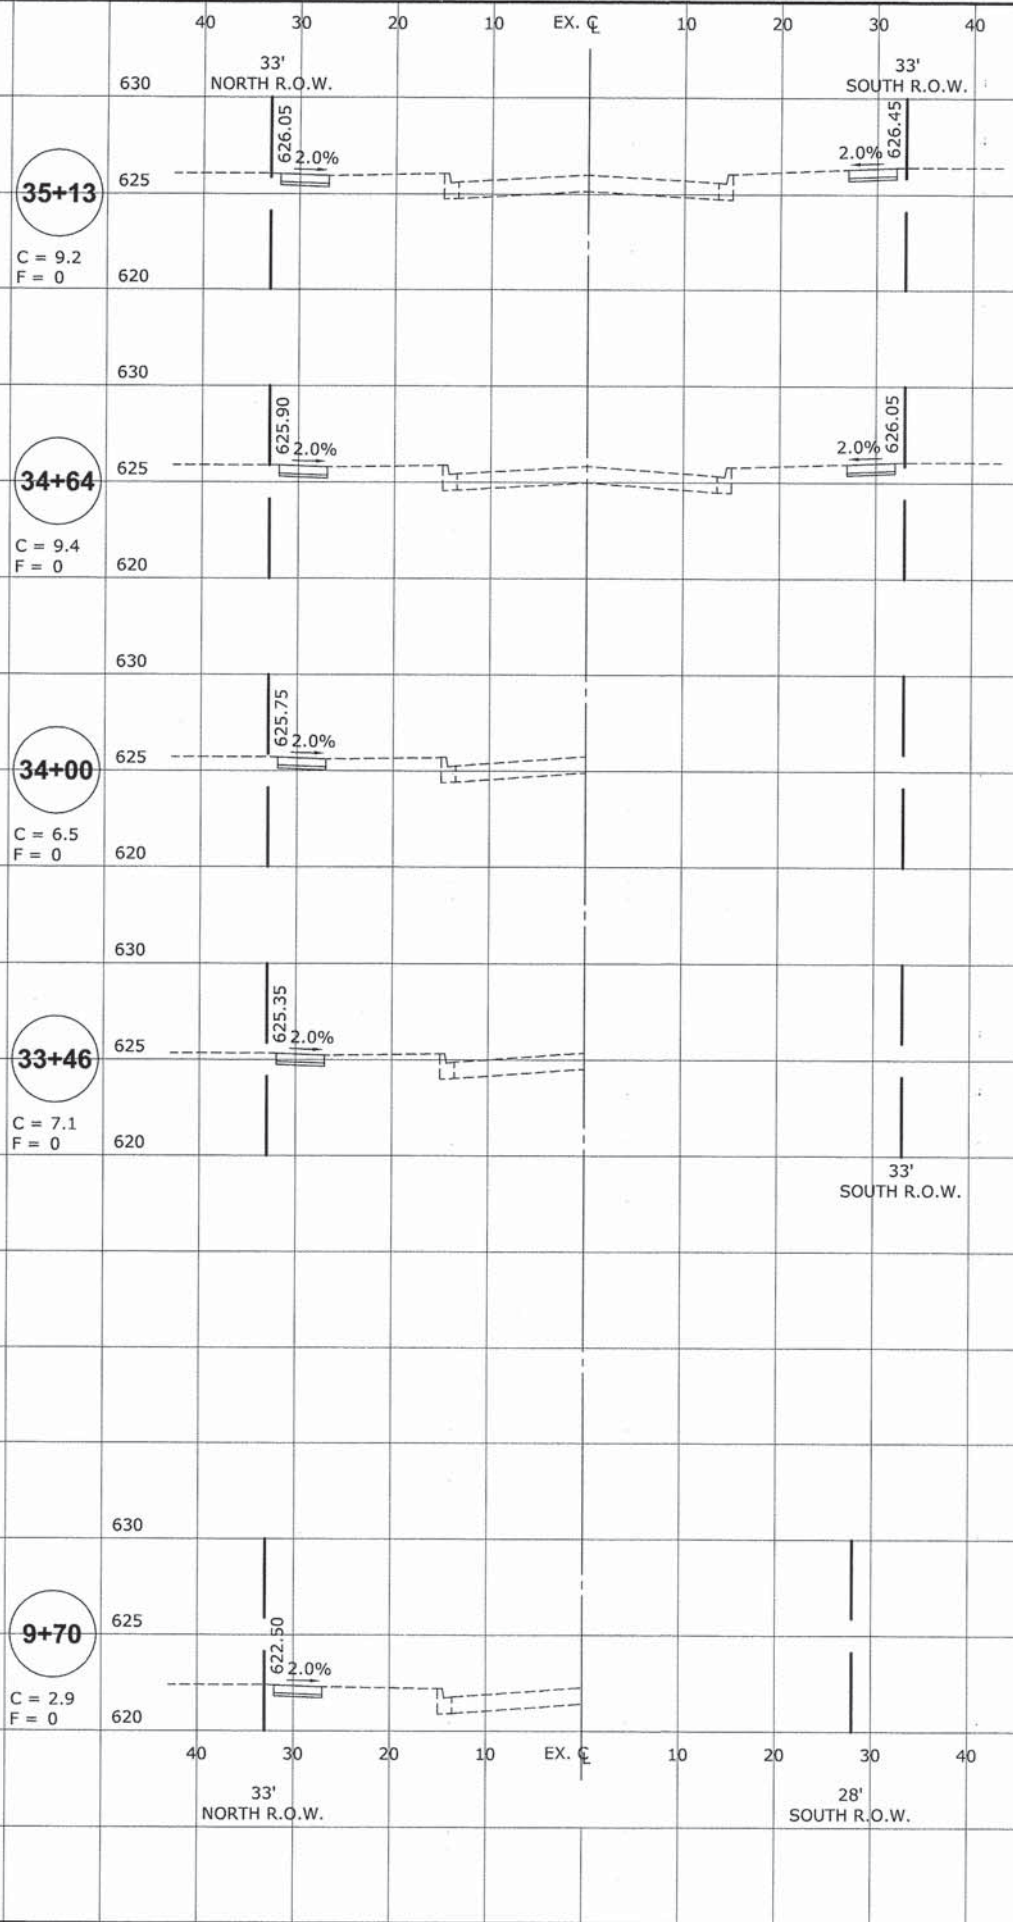 40 30 20 10 EX. ℄ 10 20 30 40
33' 33'
NORTH R.O.W. SOUTH R.O.W.
630
626.05 626.45
2.0% 2.0%
35+13
625
C = 9.2
F = 0
620
630
625.90 626.05
2.0% 2.0%
34+64
625
C = 9.4
F = 0
620
630
625.75
2.0%
34+00
625
C = 6.5
F = 0
620
630
625.35
2.0%
33+46
625
C = 7.1
F = 0
620
33'
SOUTH R.O.W.
630
625
9+70
622.50
2.0%
C = 2.9
F = 0
620
40 30 20 10 EX. ℄ 10 20 30 40
33' 28'
NORTH R.O.W. SOUTH R.O.W.